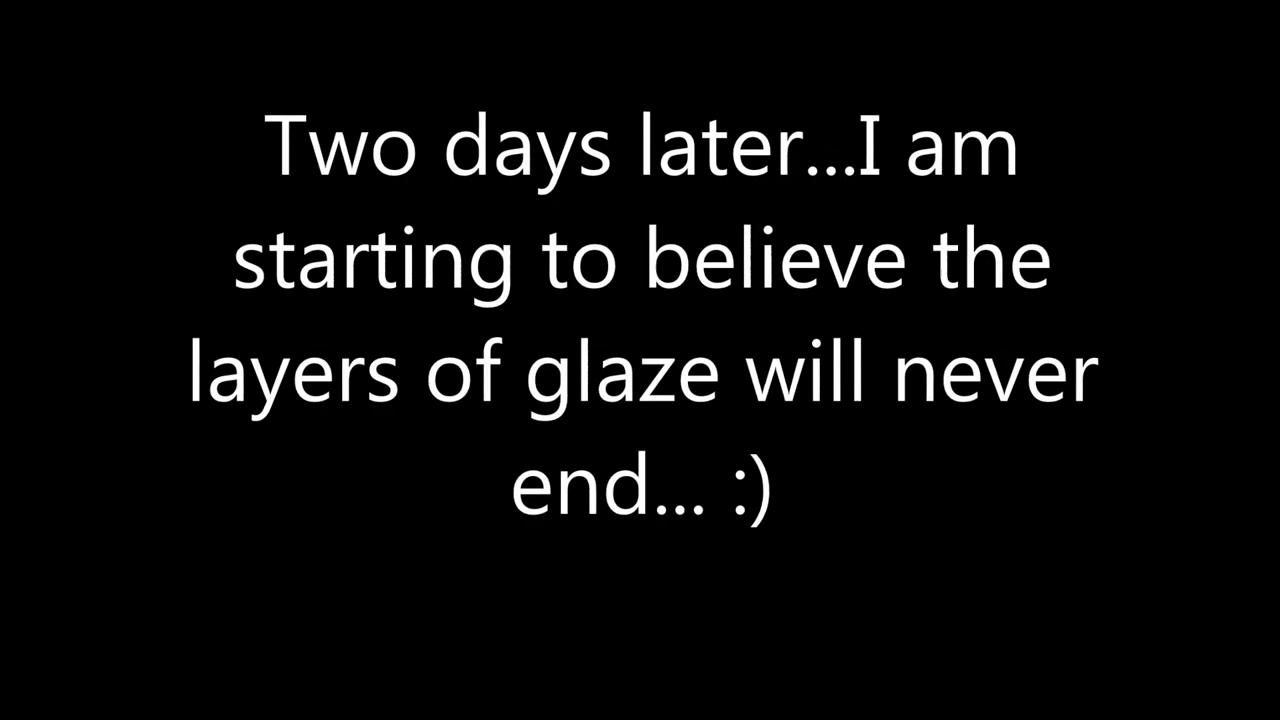 Two days later...I am
starting to believe the
layers of glaze will never
end... :)